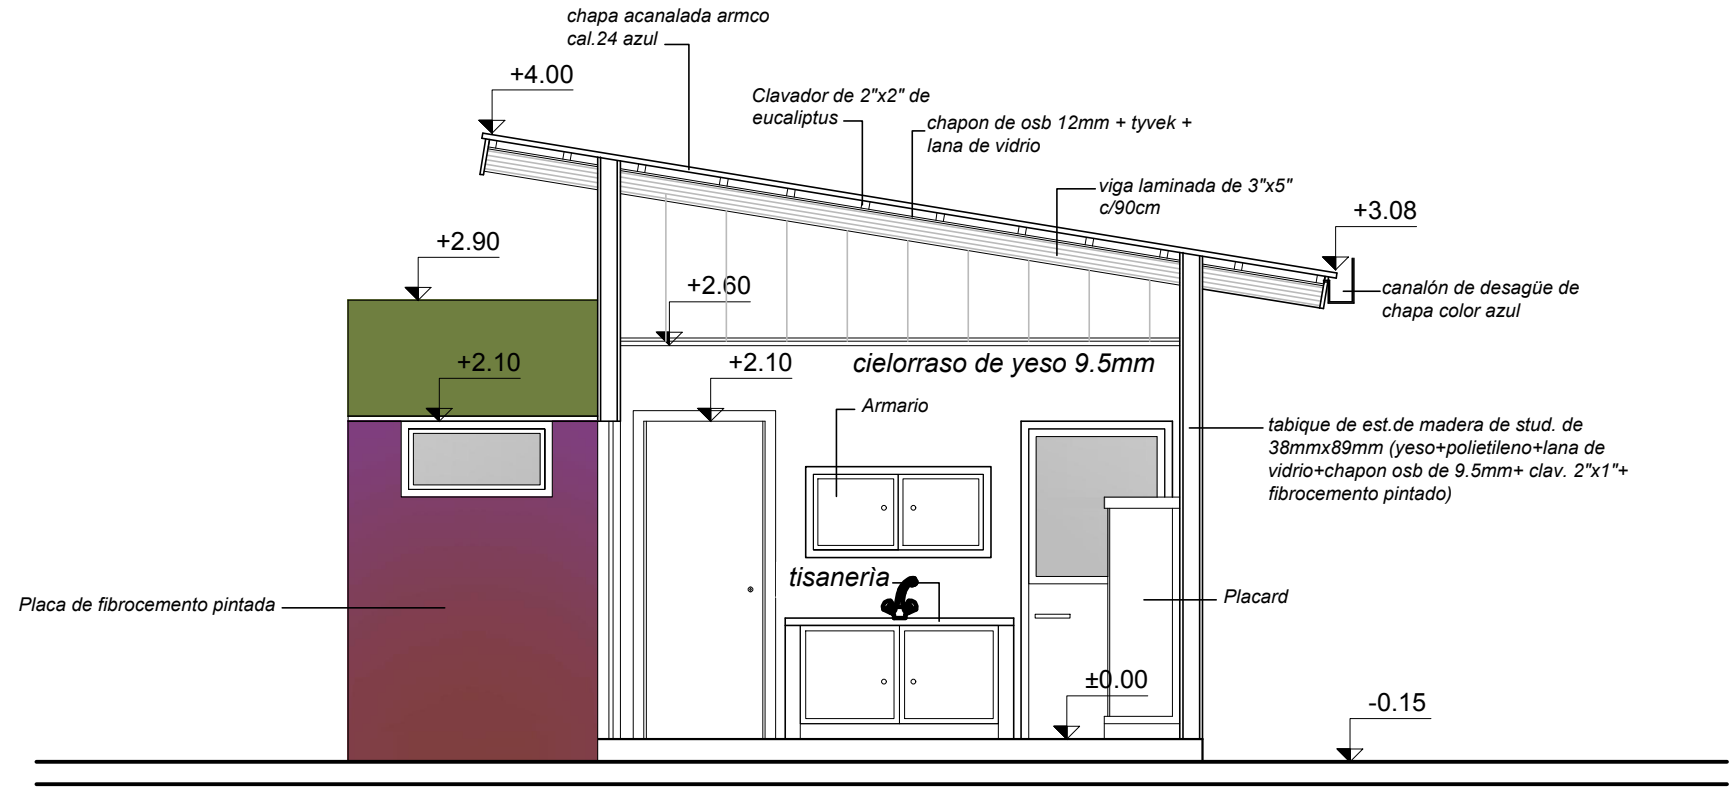 chapa acanalada armco
cal.24 azul
+4.00
Clavador de 2"x2" de
eucaliptus
chapon de osb 12mm + tyvek +
lana de vidrio
viga laminada de 3"x5"
c/90cm
+3.08
+2.90
+2.60
canalón de desagüe de
chapa color azul
+2.10
+2.10
cielorraso de yeso 9.5mm
Armario
tabique de est.de madera de stud. de
38mmx89mm (yeso+polietileno+lana de
vidrio+chapon osb de 9.5mm+ clav. 2"x1"+
fibrocemento pintado)
tisanerìa
Placa de fibrocemento pintada
Placard
±0.00
-0.15